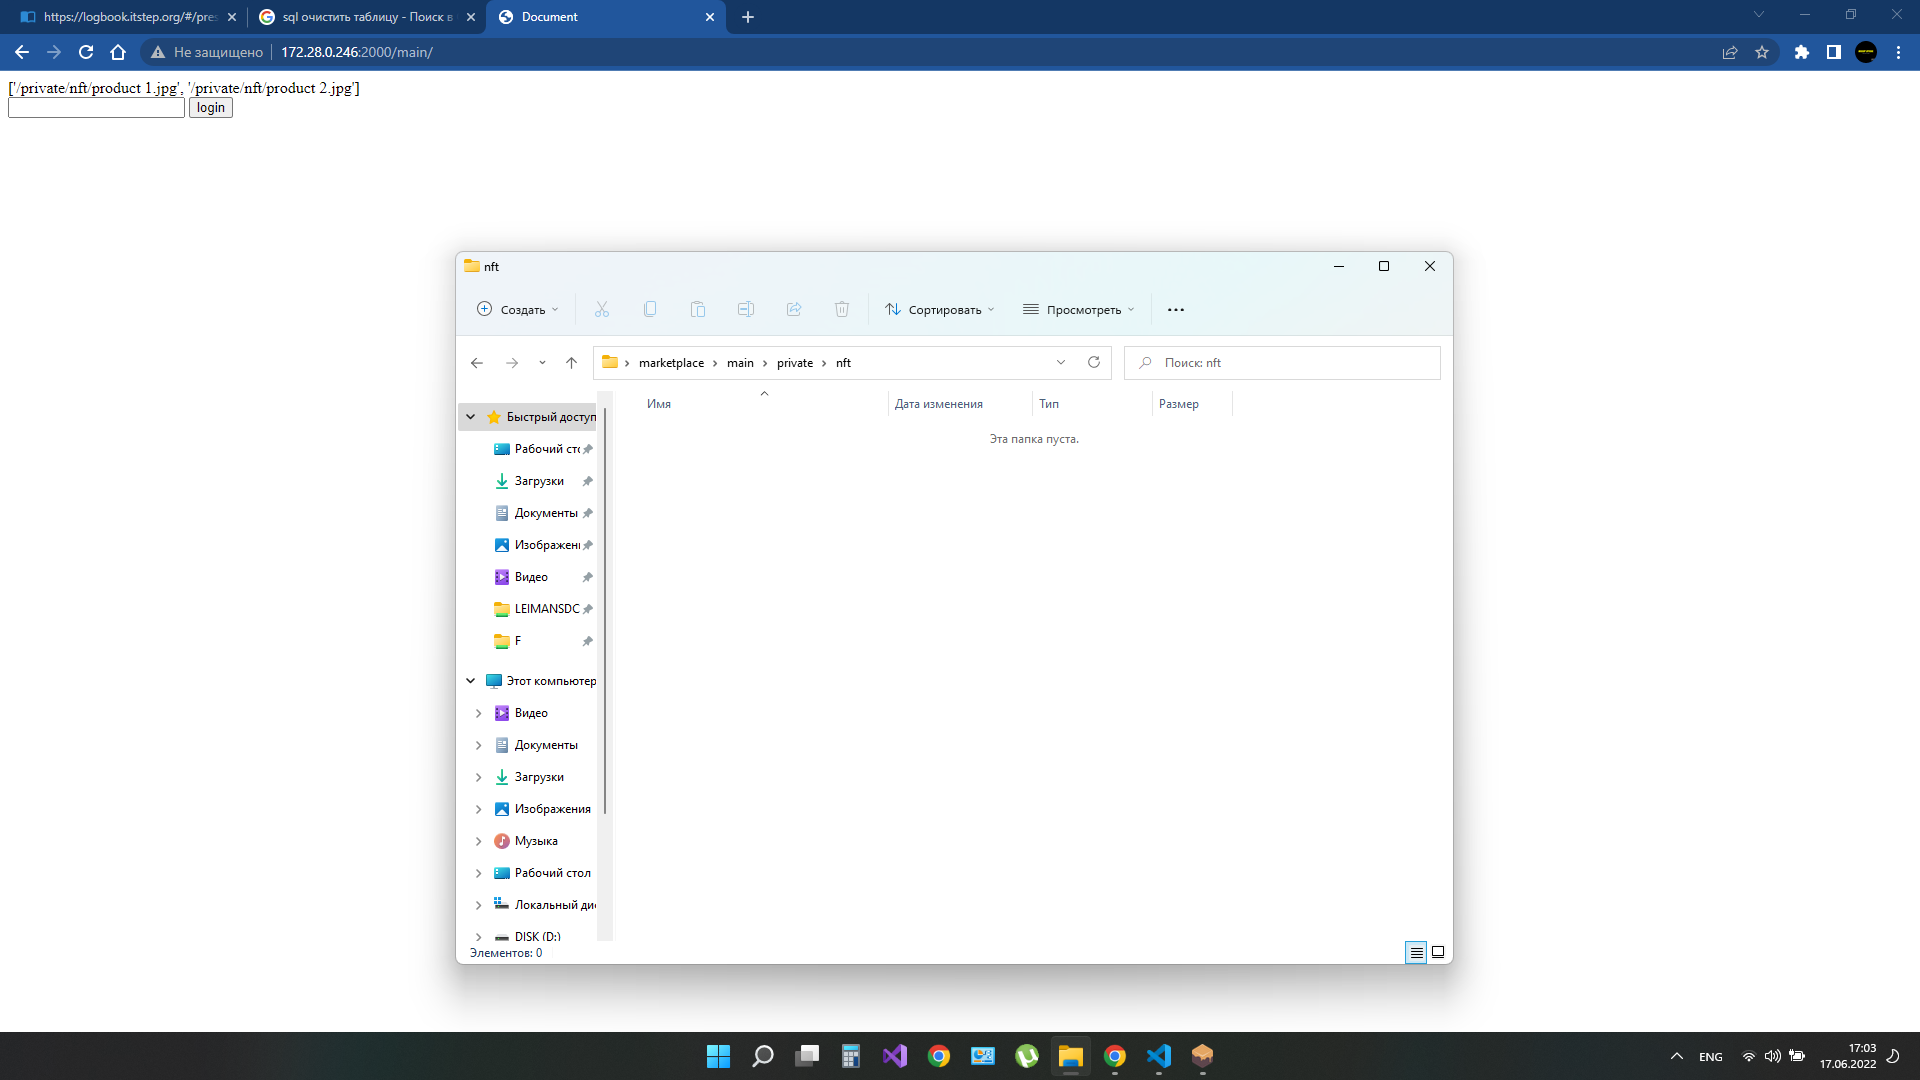 https://logbook.itstep.org/#/pres
sql очистить таблицу - Поиск в
Document
Не защищено
172.28.0.246:2000/main/
['/private/nft/product 1.jpg', '/private/nft/product 2.jpg']
login
nft
Создать
Сортировать
Просмотреть
marketplace
main
private
nft
Поиск: nft
Имя
Дата изменения
Тип
Размер
Эта папка пуста.
Быстрый доступ
Рабочий сто
Загрузки
Документы
Изображени
Видео
LEIMANSDC
F
Этот компьютер
Видео
Документы
Загрузки
Изображения
Музыка
Рабочий стол
Локальный дис
DISK (D:)
Элементов: 0
ENG
17:03
17.06.2022